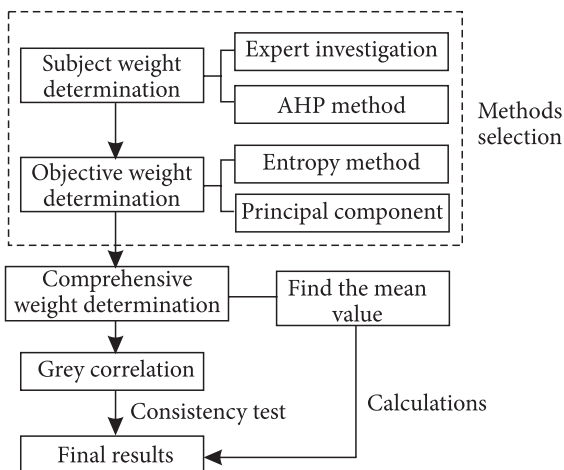 Subject weight
determination
Expert investigation
AHP method
Methods
selection
Objective weight
determination
Entropy method
Principal component
Comprehensive
weight determination
Find the mean
value
Grey correlation
Consistency test
Calculations
Final results